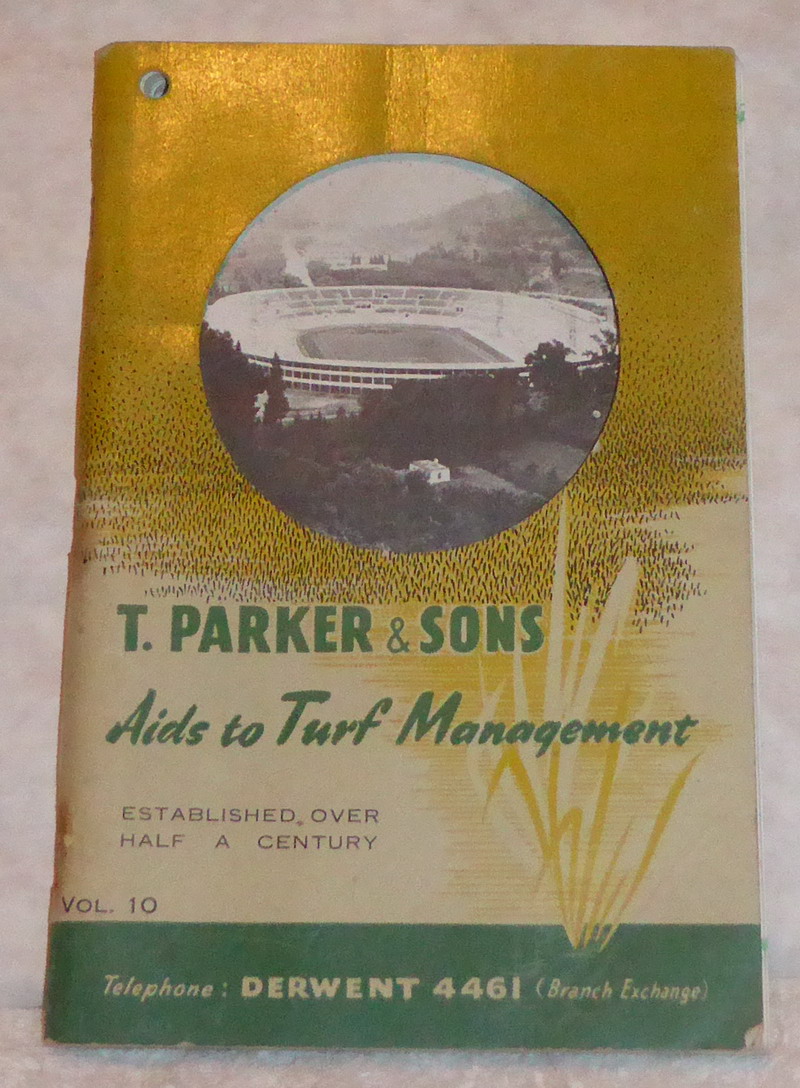 T. PARKER & SONS
Aids to Turf Management
ESTABLISHED OVER
HALF A CENTURY
VOL. 10
Telephone : DERWENT 4461 (Branch Exchange)